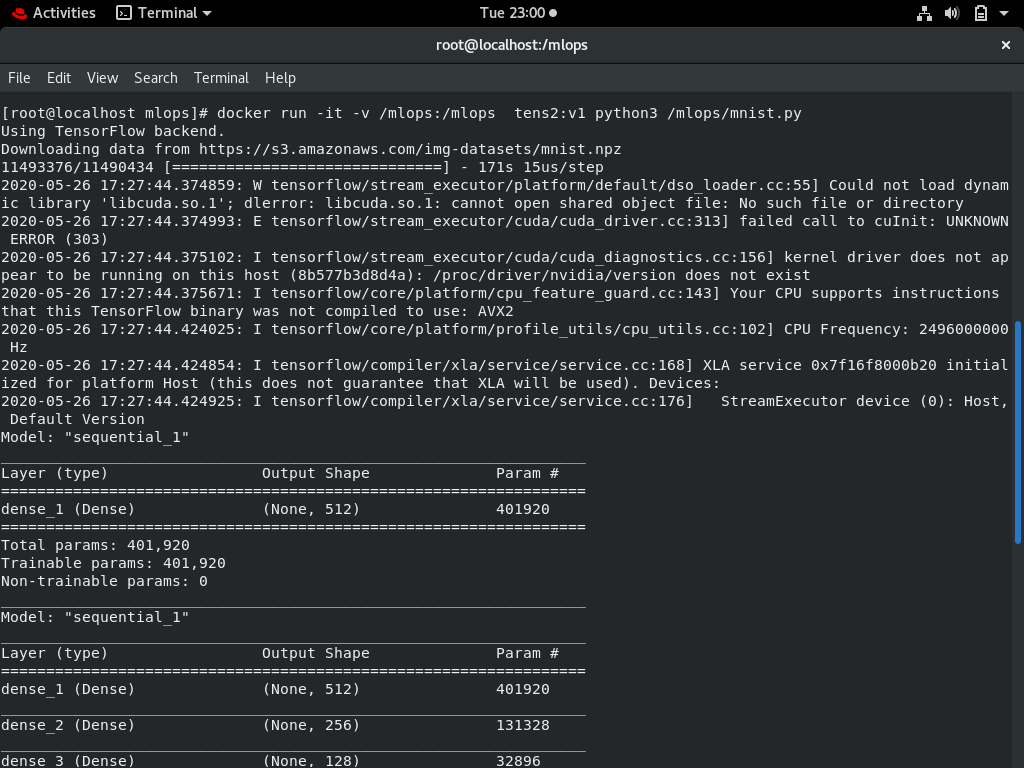 Activities Terminal Tue 23:00
root@localhost:/mlops ×
File Edit View Search Terminal Help
[root@localhost mlops]# docker run -it -v /mlops:/mlops  tens2:v1 python3 /mlops/mnist.py
Using TensorFlow backend.
Downloading data from https://s3.amazonaws.com/img-datasets/mnist.npz
11493376/11490434 [==============================] - 171s 15us/step
2020-05-26 17:27:44.374859: W tensorflow/stream_executor/platform/default/dso_loader.cc:55] Could not load dynam
ic library 'libcuda.so.1'; dlerror: libcuda.so.1: cannot open shared object file: No such file or directory
2020-05-26 17:27:44.374993: E tensorflow/stream_executor/cuda/cuda_driver.cc:313] failed call to cuInit: UNKNOWN
 ERROR (303)
2020-05-26 17:27:44.375102: I tensorflow/stream_executor/cuda/cuda_diagnostics.cc:156] kernel driver does not ap
pear to be running on this host (8b577b3d8d4a): /proc/driver/nvidia/version does not exist
2020-05-26 17:27:44.375671: I tensorflow/core/platform/cpu_feature_guard.cc:143] Your CPU supports instructions
that this TensorFlow binary was not compiled to use: AVX2
2020-05-26 17:27:44.424025: I tensorflow/core/platform/profile_utils/cpu_utils.cc:102] CPU Frequency: 2496000000
 Hz
2020-05-26 17:27:44.424854: I tensorflow/compiler/xla/service/service.cc:168] XLA service 0x7f16f8000b20 initial
ized for platform Host (this does not guarantee that XLA will be used). Devices:
2020-05-26 17:27:44.424925: I tensorflow/compiler/xla/service/service.cc:176]   StreamExecutor device (0): Host,
 Default Version
Model: "sequential_1"
_________________________________________________________________
Layer (type)                 Output Shape              Param #
=================================================================
dense_1 (Dense)              (None, 512)               401920
=================================================================
Total params: 401,920
Trainable params: 401,920
Non-trainable params: 0
_________________________________________________________________
Model: "sequential_1"
_________________________________________________________________
Layer (type)                 Output Shape              Param #
=================================================================
dense_1 (Dense)              (None, 512)               401920
_________________________________________________________________
dense_2 (Dense)              (None, 256)               131328
_________________________________________________________________
dense_3 (Dense)              (None, 128)               32896